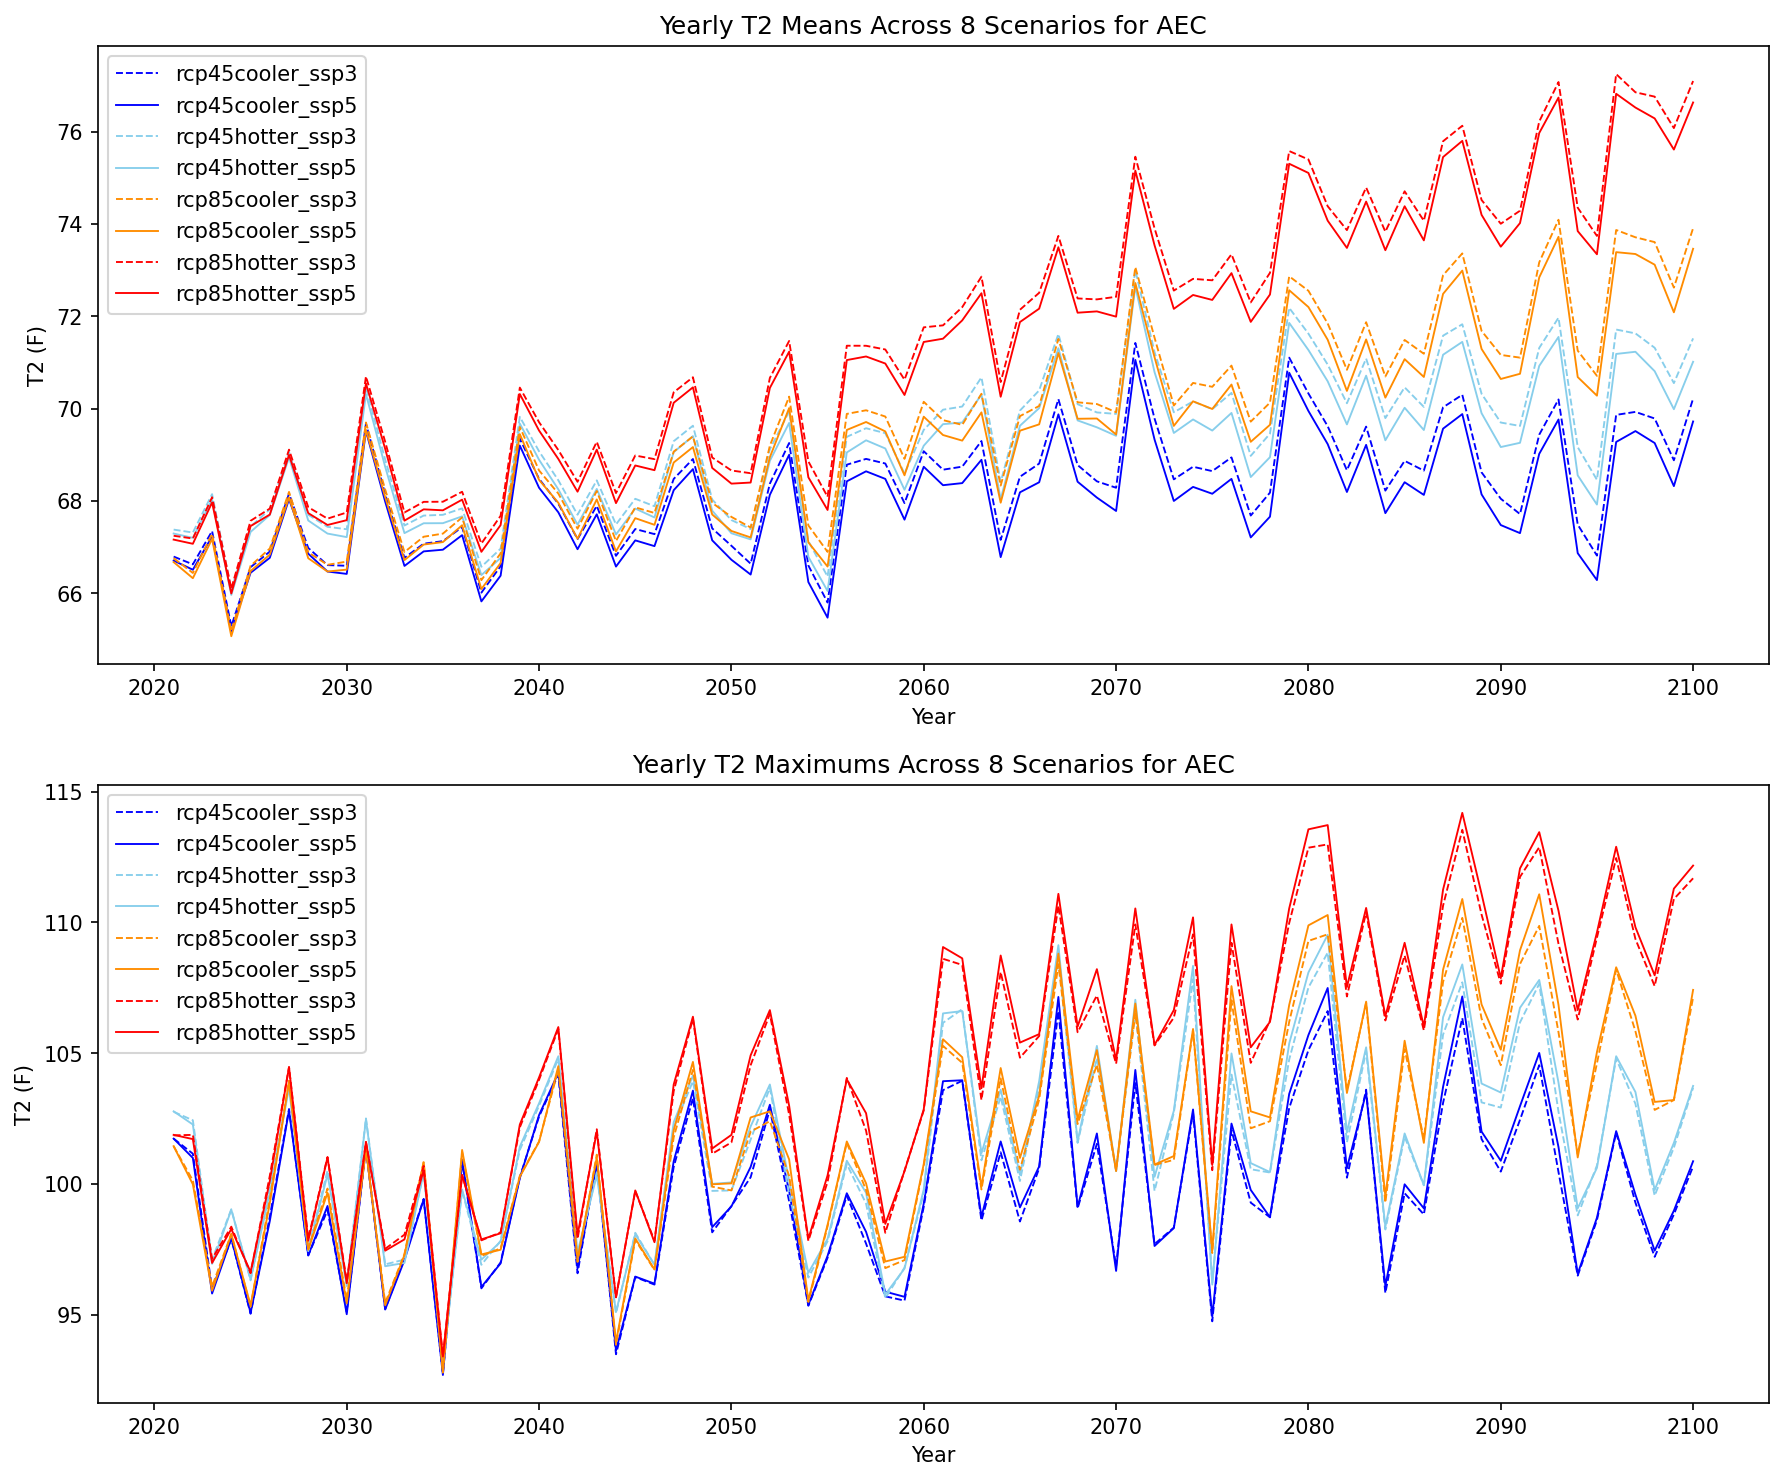 Yearly T2 Means Across 8 Scenarios for AEC
rcp45cooler_ssp3
rcp45cooler_ssp5
rcp45hotter_ssp3
rcp45hotter_ssp5
rcp85cooler_ssp3
rcp85cooler_ssp5
rcp85hotter_ssp3
rcp85hotter_ssp5
76
74
72
70
68
66
T2 (F)
2020 2030 2040 2050 2060 2070 2080 2090 2100
Year
Yearly T2 Maximums Across 8 Scenarios for AEC
rcp45cooler_ssp3
rcp45cooler_ssp5
rcp45hotter_ssp3
rcp45hotter_ssp5
rcp85cooler_ssp3
rcp85cooler_ssp5
rcp85hotter_ssp3
rcp85hotter_ssp5
115
110
105
100
95
T2 (F)
2020 2030 2040 2050 2060 2070 2080 2090 2100
Year